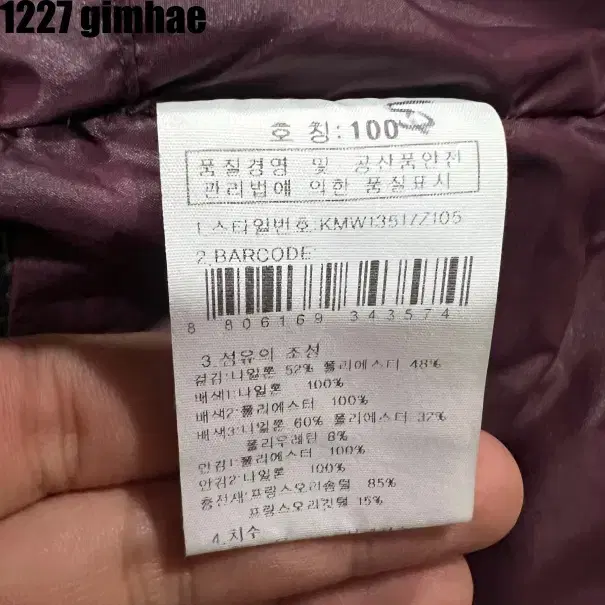 1227 gimhae
호 칭:100
품질경영 및 공산품안전
관리법에 의한 품질표시
1.스타일번호:KMW1351/Z105
2.BARCODE
8 806169 343574
3.섬유의 조성
겉감:나일론 52% 폴리에스터 48%
배색1:나일론 100%
배색2:폴리에스터 100%
배색3:나일론 60% 폴리에스터 32%
폴리우레탄 8%
안감1:폴리에스터 100%
안감2:나일론 100%
충전재:프랑스오리솜털 85%
프랑스오리깃털 15%
4.치수